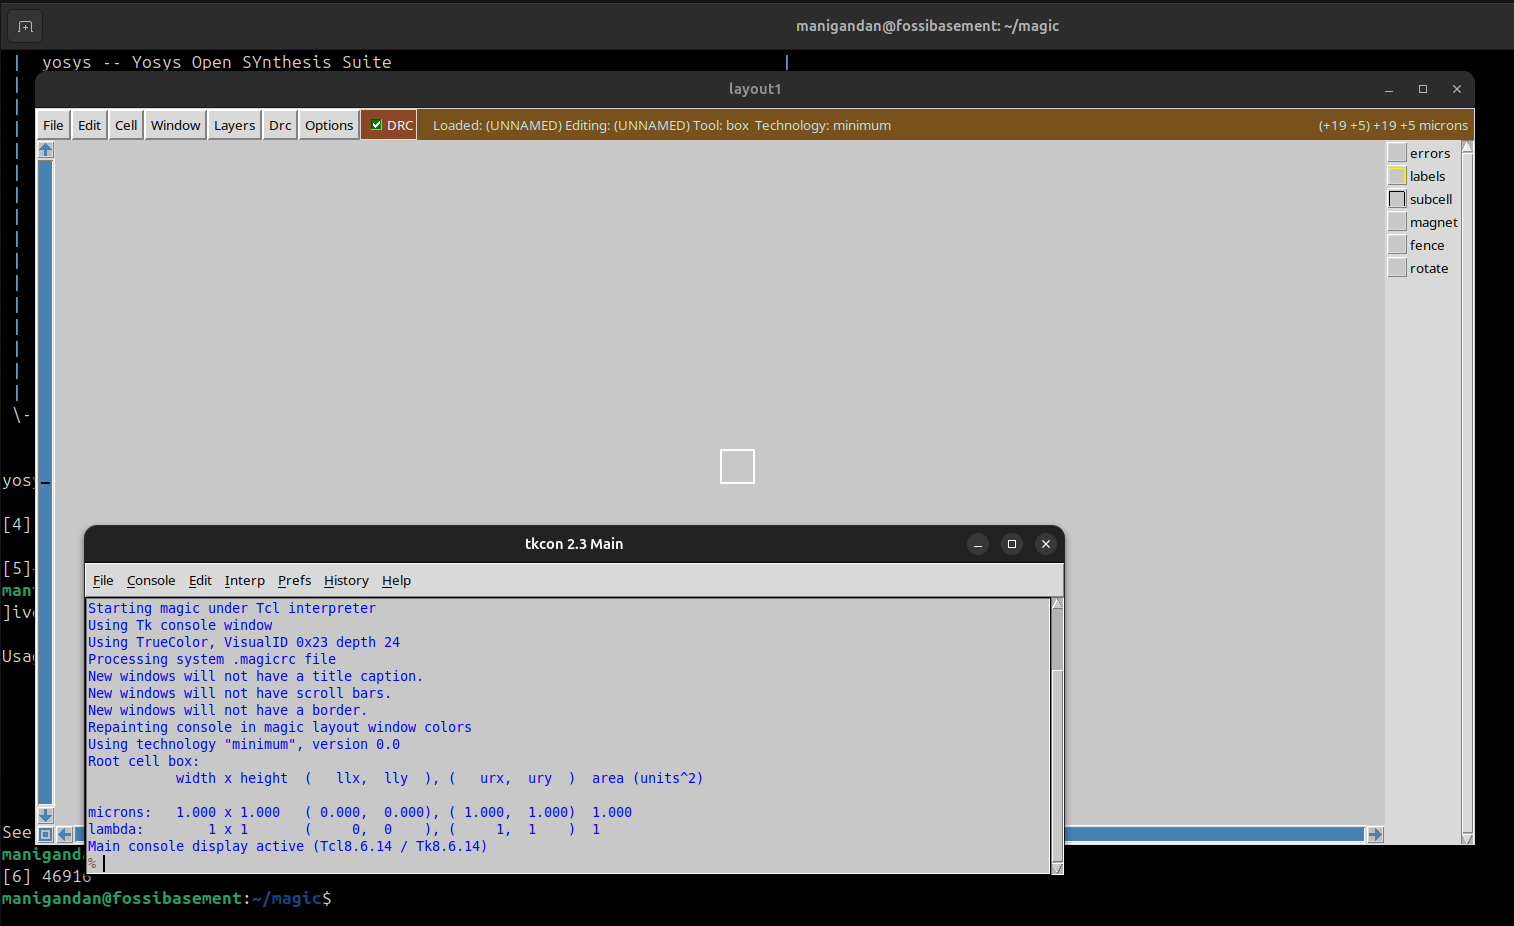 manigandan@fossibasement: ~/magic
| yosys -- Yosys Open SYnthesis Suite |
layout1
File Edit Cell Window Layers Drc Options DRC Loaded: (UNNAMED) Editing: (UNNAMED) Tool: box Technology: minimum (+19 +5) +19 +5 microns
errors
labels
subcell
magnet
fence
rotate
\-
[4]
[5]
tkcon 2.3 Main
File Console Edit Interp Prefs History Help
Starting magic under Tcl interpreter
Using Tk console window
Using TrueColor, VisualID 0x23 depth 24
Processing system .magicrc file
New windows will not have a title caption.
New windows will not have scroll bars.
New windows will not have a border.
Repainting console in magic layout window colors
Using technology "minimum", version 0.0
Root cell box:
width x height ( llx, lly ), ( urx, ury ) area (units^2)
microns: 1.000 x 1.000 ( 0.000, 0.000), ( 1.000, 1.000) 1.000
lambda: 1 x 1 ( 0, 0 ), ( 1, 1 ) 1
Main console display active (Tcl8.6.14 / Tk8.6.14)
%
See
[6] 46916
manigandan@fossibasement:~/magic$